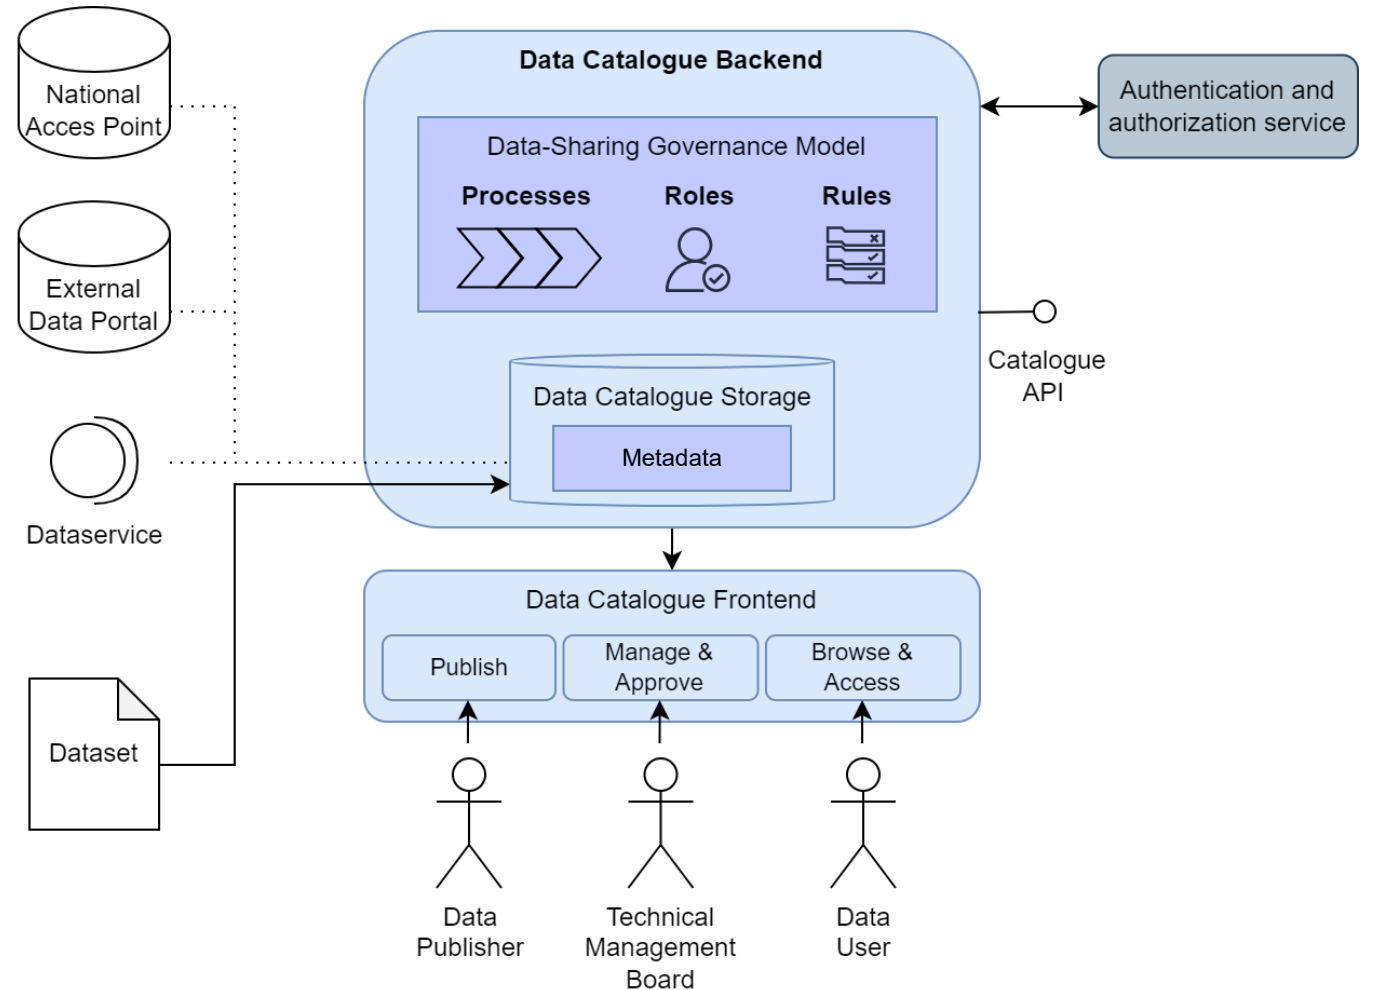 National
Acces Point
External
Data Portal
Dataservice
Dataset
Data Catalogue Backend
Data-Sharing Governance Model
Processes
Roles
Rules
Data Catalogue Storage
Metadata
Authentication and
authorization service
Catalogue
API
Data Catalogue Frontend
Publish
Manage &
Approve
Browse &
Access
Data
Publisher
Technical
Management
Board
Data
User